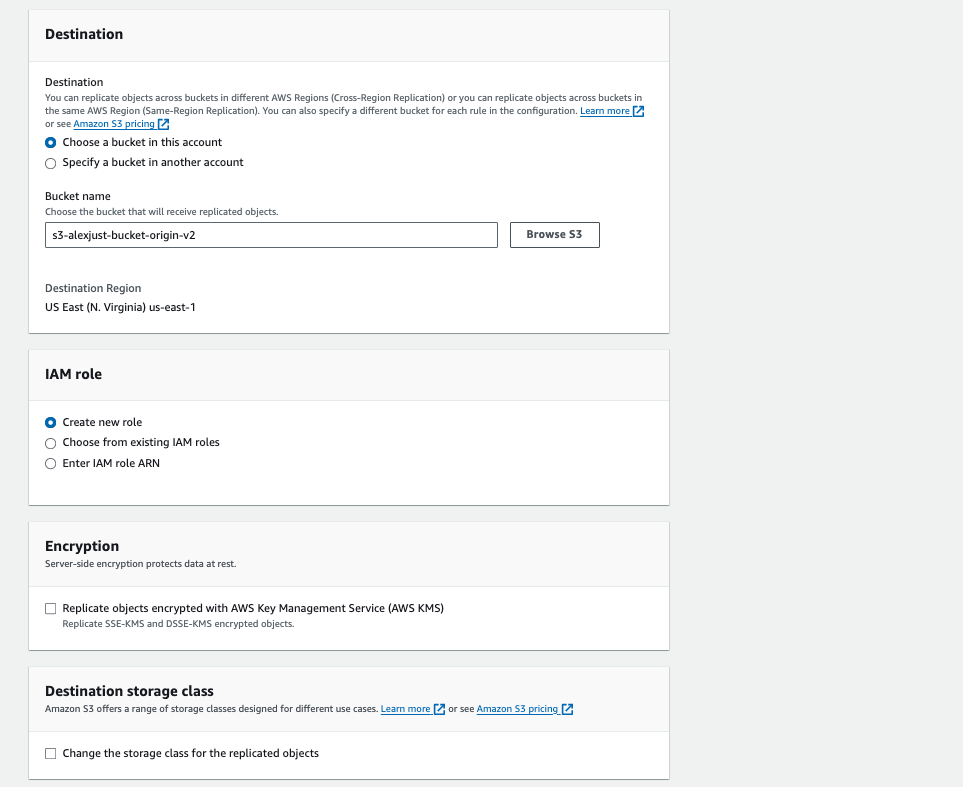 Destination
Destination
You can replicate objects across buckets in different AWS Regions (Cross-Region Replication) or you can replicate objects across buckets in
the same AWS Region (Same-Region Replication). You can also specify a different bucket for each rule in the configuration. Learn more
or see Amazon S3 pricing
Choose a bucket in this account
Specify a bucket in another account
Bucket name
Choose the bucket that will receive replicated objects.
s3-alexjust-bucket-origin-v2 Browse S3
Destination Region
US East (N. Virginia) us-east-1
IAM role
Create new role
Choose from existing IAM roles
Enter IAM role ARN
Encryption
Server-side encryption protects data at rest.
Replicate objects encrypted with AWS Key Management Service (AWS KMS)
Replicate SSE-KMS and DSSE-KMS encrypted objects.
Destination storage class
Amazon S3 offers a range of storage classes designed for different use cases. Learn more or see Amazon S3 pricing
Change the storage class for the replicated objects